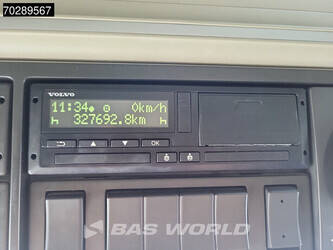 70289567
VOLVO
11:34 0km/h
h 327692.8km h
OK
BAS WORLD